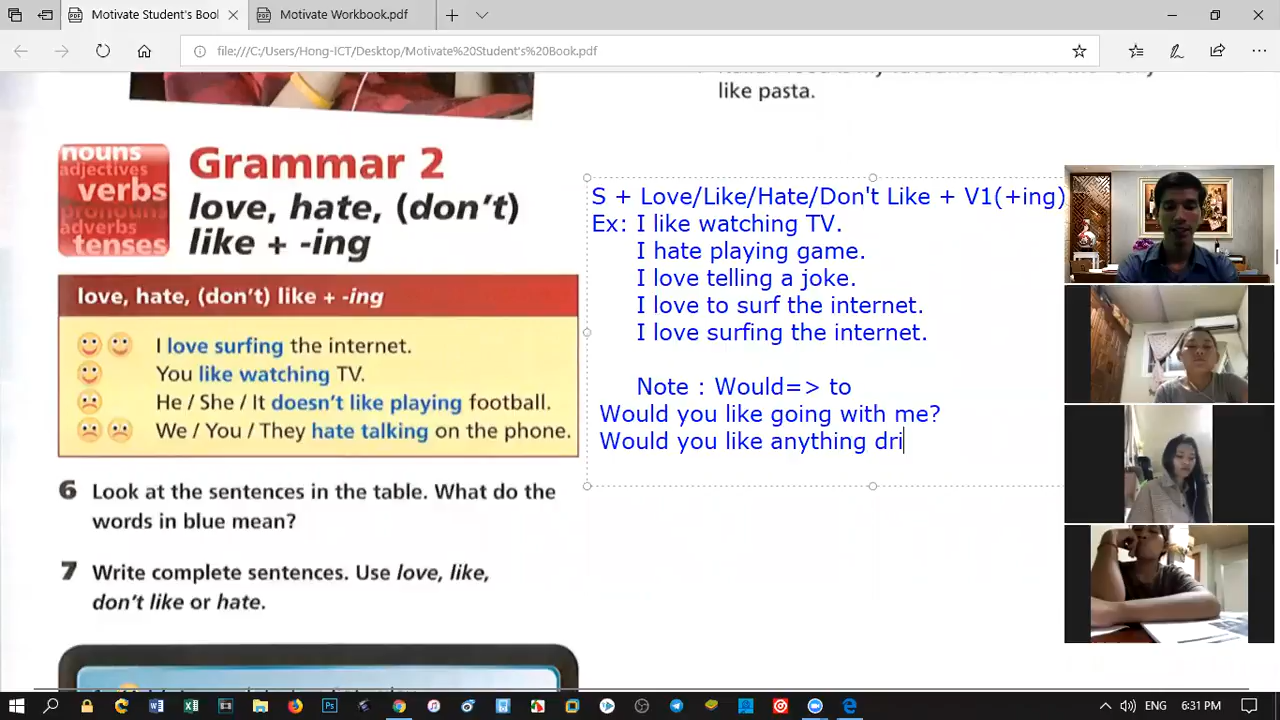 Motivate Student's Bool
Motivate Workbook.pdf
file:///C:/Users/Hong-ICT/Desktop/Motivate%20Student's%20Book.pdf
like pasta.
nouns
adjectives
verbs
pronouns
adverbs
tenses
Grammar 2
love, hate, (don't)
like + -ing
love, hate, (don't) like + -ing
I love surfing the internet.
You like watching TV.
He / She / It doesn't like playing football.
We / You / They hate talking on the phone.
6 Look at the sentences in the table. What do the
words in blue mean?
7 Write complete sentences. Use love, like,
don't like or hate.
S + Love/Like/Hate/Don't Like + V1(+ing)
Ex: I like watching TV.
I hate playing game.
I love telling a joke.
I love to surf the internet.
I love surfing the internet.
Note : Would=> to
Would you like going with me?
Would you like anything dri
ENG
6:31 PM